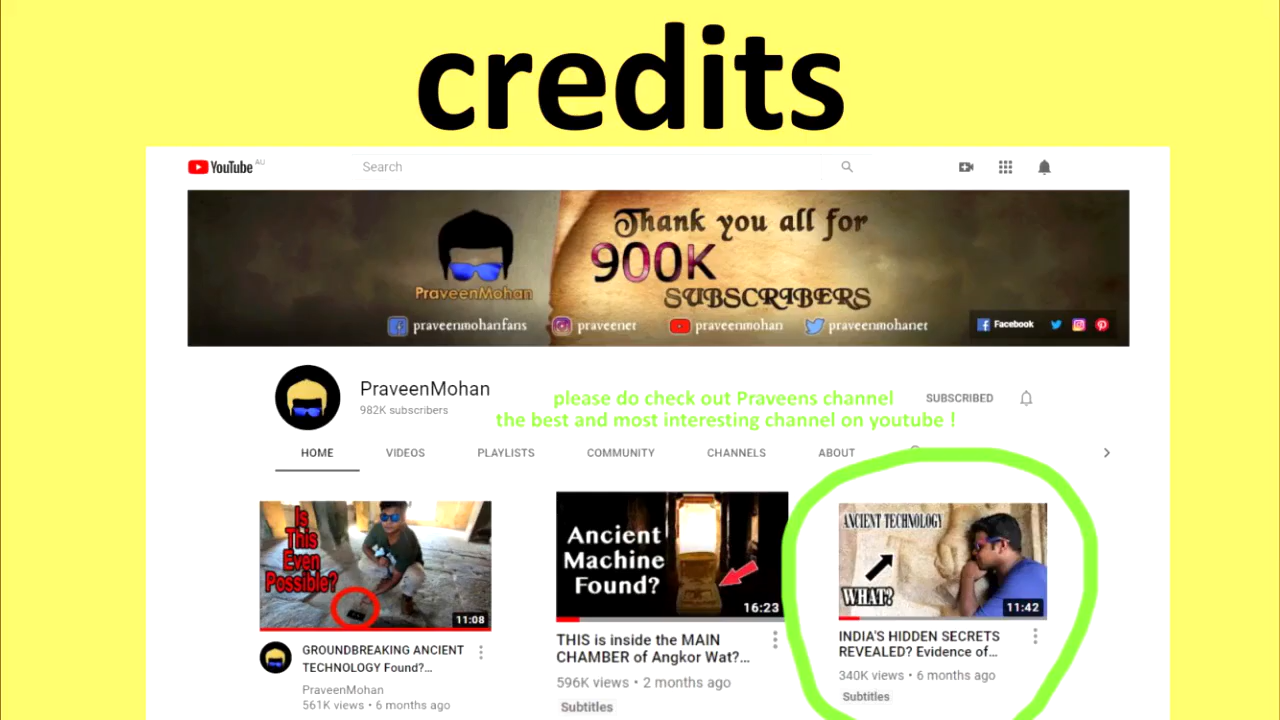 credits
YouTube AU
Search
Thank you all for
900K
SUBSCRIBERS
PraveenMohan
praveenmohanfans praveenet praveenmohan praveenmohanet Facebook
PraveenMohan
982K subscribers
please do check out Praveens channel
the best and most interesting channel on youtube !
SUBSCRIBED
HOME VIDEOS PLAYLISTS COMMUNITY CHANNELS ABOUT
Is
This
Even
Possible?
11:08
GROUNDBREAKING ANCIENT
TECHNOLOGY Found?...
PraveenMohan
561K views • 6 months ago
Ancient
Machine
Found?
16:23
THIS is inside the MAIN
CHAMBER of Angkor Wat?...
596K views • 2 months ago
Subtitles
ANCIENT TECHNOLOGY
WHAT?
11:42
INDIA'S HIDDEN SECRETS
REVEALED? Evidence of...
340K views • 6 months ago
Subtitles